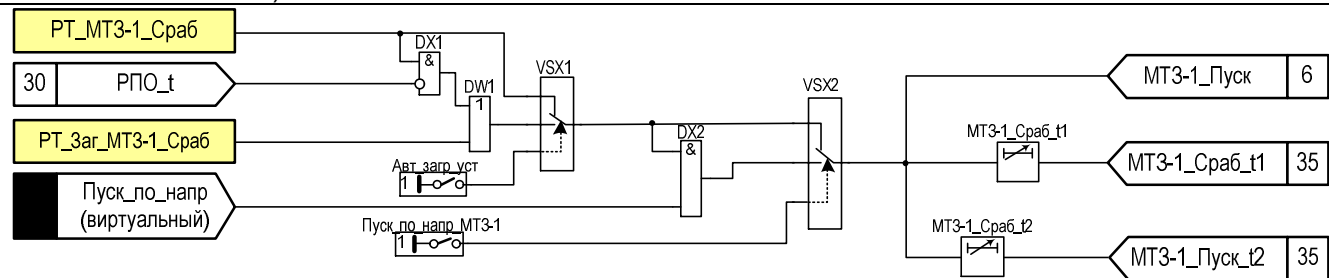 РТ_МТЗ-1_Сраб
DX1
&
30 РПО_t
DW1
1
VSX1
VSX2
МТЗ-1_Пуск 6
РТ_Заг_МТЗ-1_Сраб
DX2
&
МТЗ-1_Сраб_t1
МТЗ-1_Сраб_t1 35
Авт_загр_уст
1
Пуск_по_напр
(виртуальный)
Пуск_по_напр_МТЗ-1
1
МТЗ-1_Сраб_t2
МТЗ-1_Пуск_t2 35